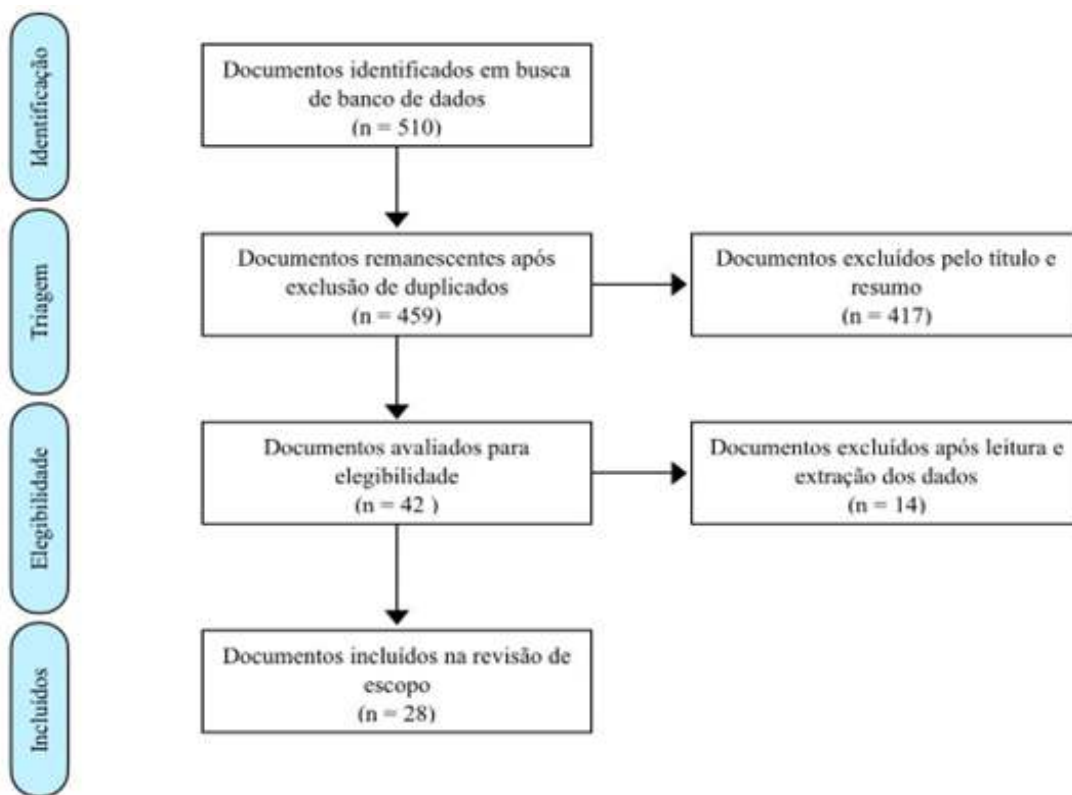 Identificação
Documentos identificados em busca
de banco de dados
(n = 510)
Triagem
Documentos remanescentes após
exclusão de duplicados
(n = 459)
Documentos excluídos pelo título e
resumo
(n = 417)
Elegibilidade
Documentos avaliados para
elegibilidade
(n = 42 )
Documentos excluídos após leitura e
extração dos dados
(n = 14)
Incluídos
Documentos incluídos na revisão de
escopo
(n = 28)